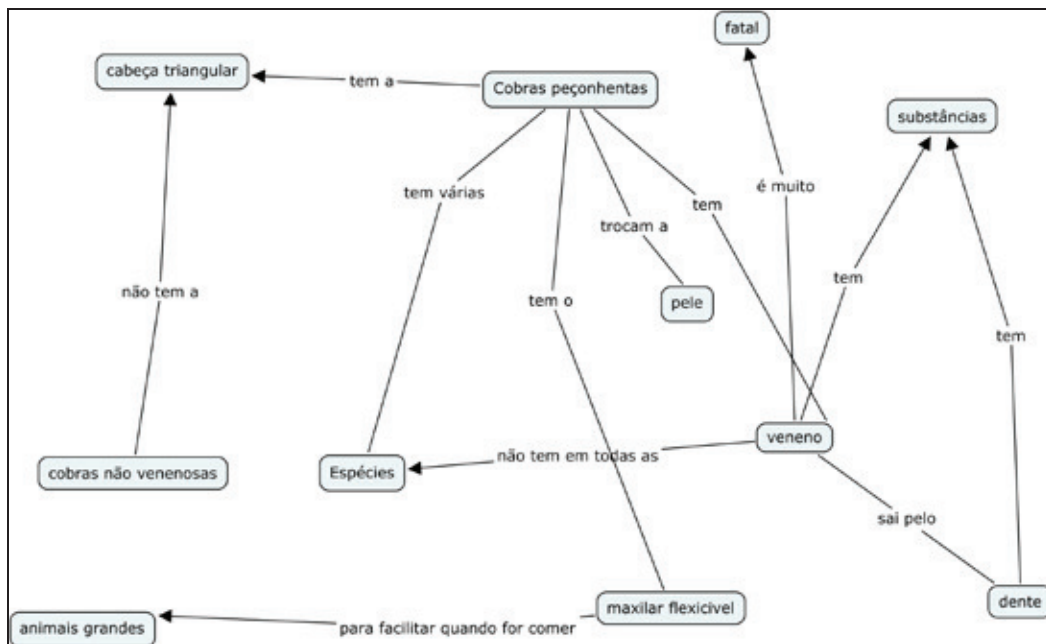 fatal
cabeça triangular
tem a
Cobras peçonhentas
substâncias
tem várias
é muito
tem
trocam a
tem
não tem a
tem o
pele
tem
veneno
não tem em todas as
cobras não venenosas
Espécies
sai pelo
maxilar flexicivel
dente
animais grandes
para facilitar quando for comer